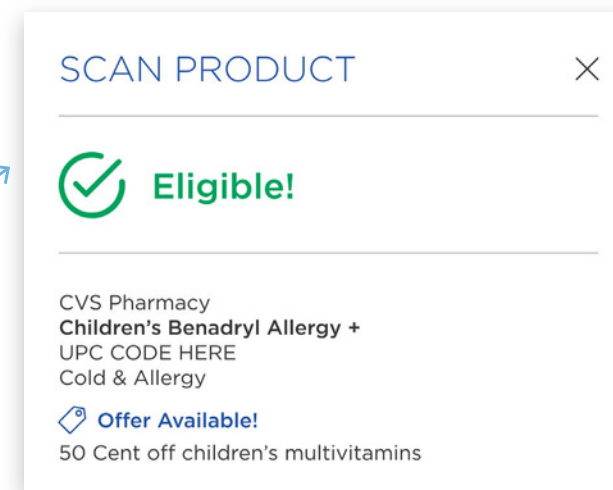 SCAN PRODUCT
Eligible!
CVS Pharmacy
Children's Benadryl Allergy +
UPC CODE HERE
Cold & Allergy
Offer Available!
50 Cent off children's multivitamins